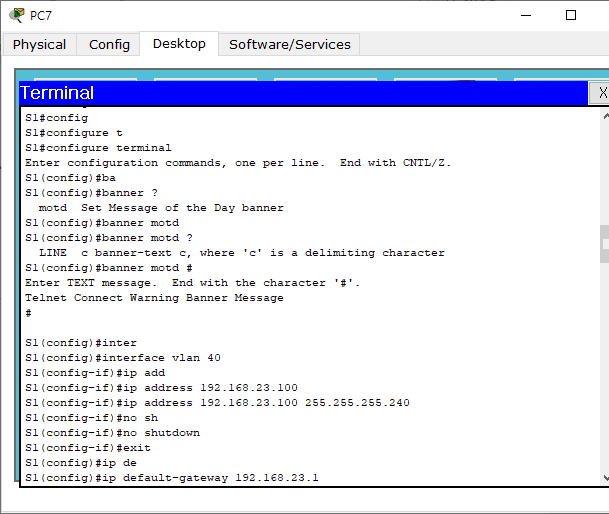 PC7
Physical Config Desktop Software/Services
Terminal X
S1#config
S1#configure t
S1#configure terminal
Enter configuration commands, one per line.  End with CNTL/Z.
S1(config)#ba
S1(config)#banner ?
  motd  Set Message of the Day banner
S1(config)#banner motd
S1(config)#banner motd ?
  LINE  c banner-text c, where 'c' is a delimiting character
S1(config)#banner motd #
Enter TEXT message.  End with the character '#'.
Telnet Connect Warning Banner Message
#
S1(config)#inter
S1(config)#interface vlan 40
S1(config-if)#ip add
S1(config-if)#ip address 192.168.23.100
S1(config-if)#ip address 192.168.23.100 255.255.255.240
S1(config-if)#no sh
S1(config-if)#no shutdown
S1(config-if)#exit
S1(config)#ip de
S1(config)#ip default-gateway 192.168.23.1